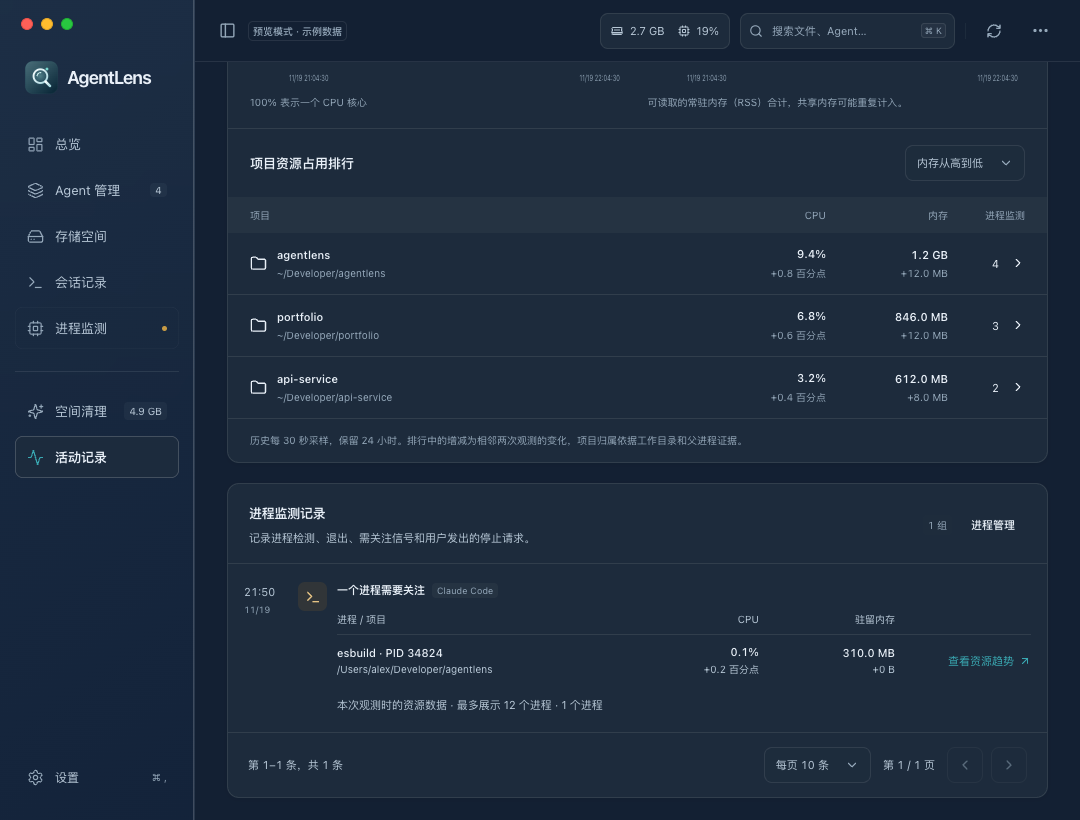 预览模式 · 示例数据
2.7 GB
19%
搜索文件、Agent…
⌘ K
AgentLens
总览
Agent 管理
4
存储空间
会话记录
进程监测
空间清理
4.9 GB
活动记录
设置
⌘ ,
11/19 21:04:30
11/19 22:04:30
11/19 21:04:30
11/19 22:04:30
100% 表示一个 CPU 核心
可读取的常驻内存（RSS）合计，共享内存可能重复计入。
项目资源占用排行
内存从高到低
项目
CPU
内存
进程监测
agentlens
9.4%
1.2 GB
4
~/Developer/agentlens
+0.8 百分点
+12.0 MB
portfolio
6.8%
846.0 MB
3
~/Developer/portfolio
+0.6 百分点
+12.0 MB
api-service
3.2%
612.0 MB
2
~/Developer/api-service
+0.4 百分点
+8.0 MB
历史每 30 秒采样，保留 24 小时。排行中的增减为相邻两次观测的变化，项目归属依据工作目录和父进程证据。
进程监测记录
记录进程检测、退出、需关注信号和用户发出的停止请求。
1 组
进程管理
21:50
11/19
一个进程需要关注
Claude Code
进程 / 项目
CPU
驻留内存
esbuild · PID 34824
0.1%
310.0 MB
/Users/alex/Developer/agentlens
+0.2 百分点
+0 B
查看资源趋势
本次观测时的资源数据 · 最多展示 12 个进程 · 1 个进程
第 1–1 条，共 1 条
每页 10 条
第 1 / 1 页